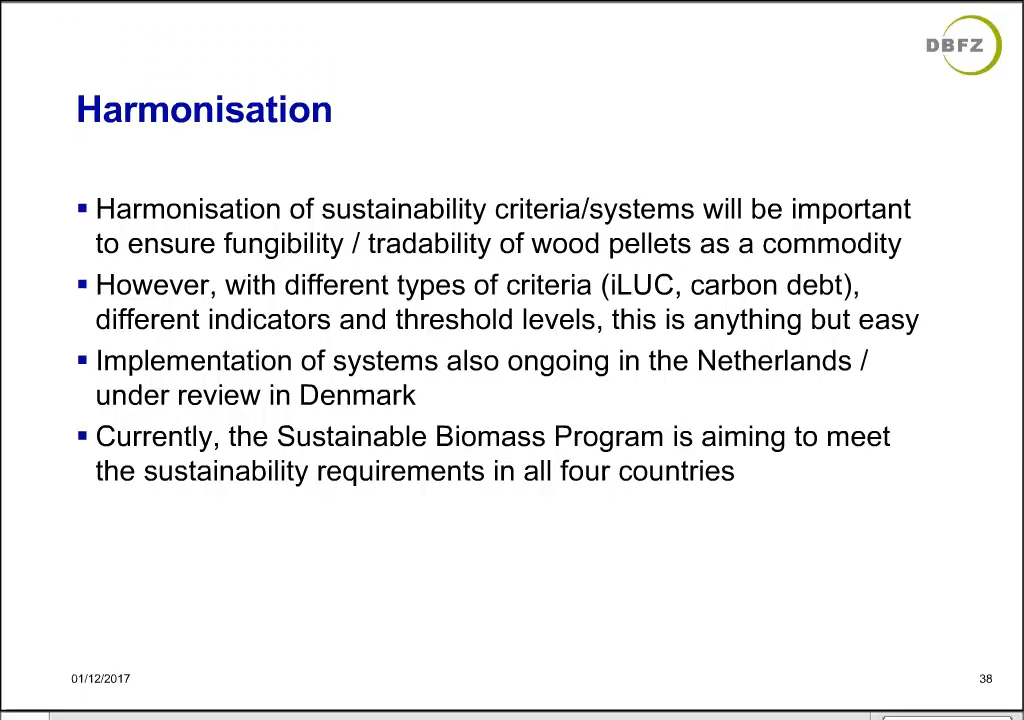 DBFZ
Harmonisation
▪ Harmonisation of sustainability criteria/systems will be important
to ensure fungibility / tradability of wood pellets as a commodity
▪ However, with different types of criteria (iLUC, carbon debt),
different indicators and threshold levels, this is anything but easy
▪ Implementation of systems also ongoing in the Netherlands /
under review in Denmark
▪ Currently, the Sustainable Biomass Program is aiming to meet
the sustainability requirements in all four countries
01/12/2017
38